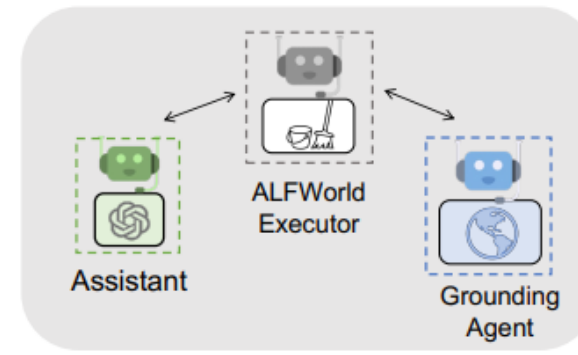 ALFWorld
Executor
Assistant
Grounding
Agent